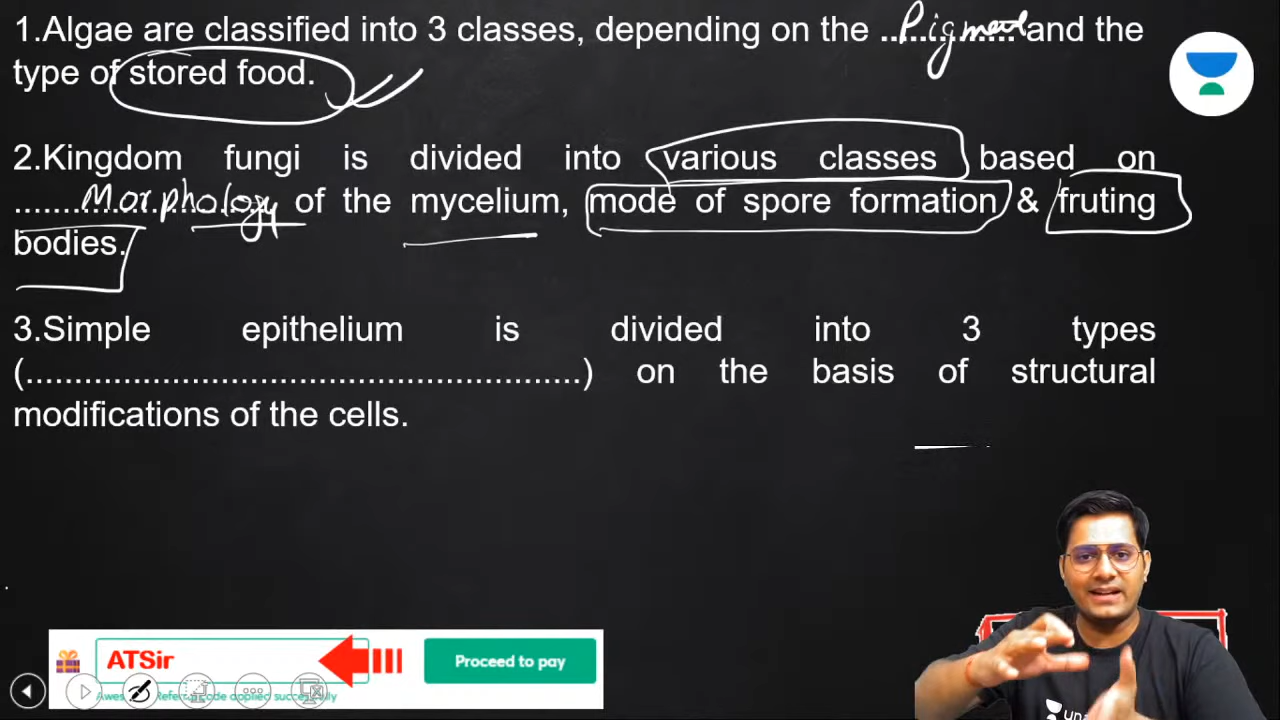 1.Algae are classified into 3 classes, depending on the ....Pigment.... and the
type of stored food.
2.Kingdom fungi is divided into various classes based on
....Morphology.... of the mycelium, mode of spore formation & fruting
bodies.
3.Simple epithelium is divided into 3 types
(.........................................................) on the basis of structural
modifications of the cells.
ATSir
Proceed to pay
code applied successfully